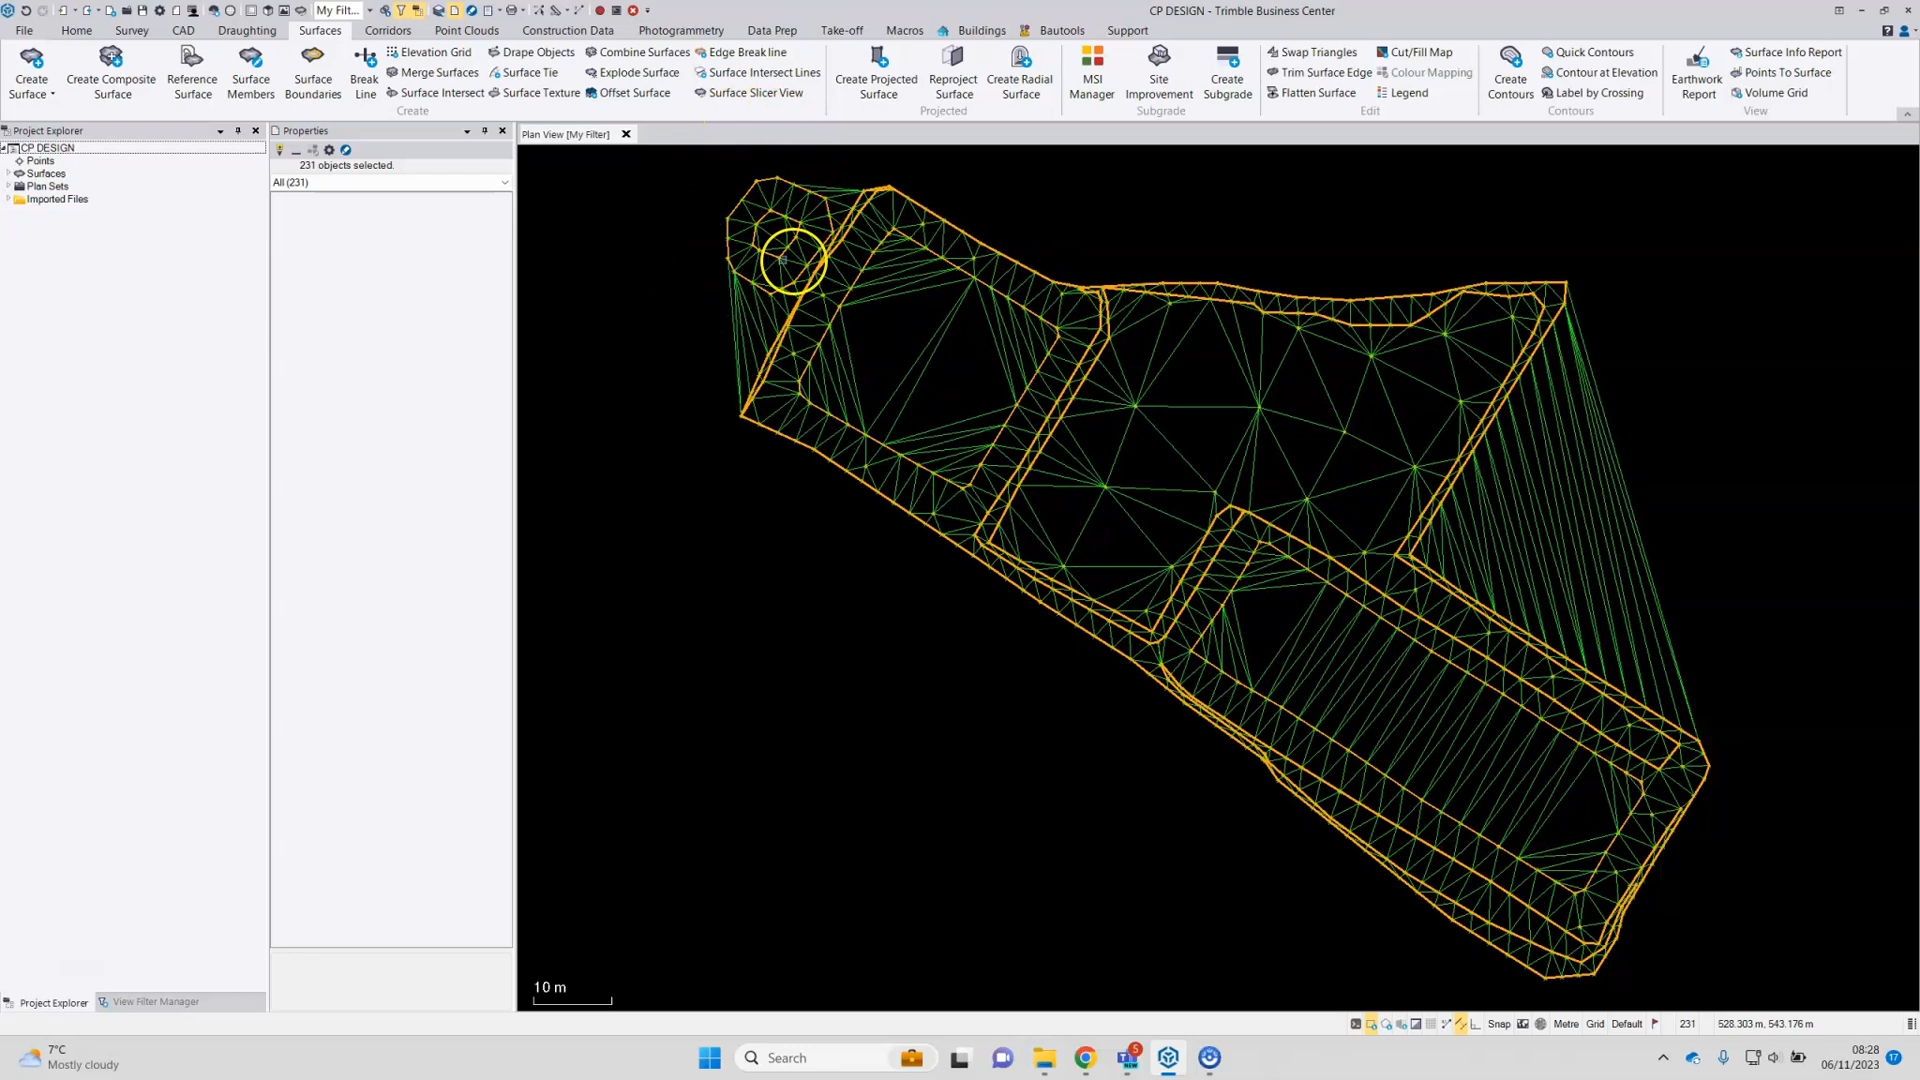 My Filt...
CP DESIGN - Trimble Business Center
File
Home
Survey
CAD
Draughting
Surfaces
Corridors
Point Clouds
Construction Data
Photogrammetry
Data Prep
Take-off
Macros
Buildings
Bautools
Support
Create Surface
Create Composite Surface
Reference Surface
Surface Members
Surface Boundaries
Break Line
Elevation Grid
Merge Surfaces
Surface Intersect
Drape Objects
Surface Tie
Surface Texture
Combine Surfaces
Explode Surface
Offset Surface
Edge Break line
Surface Intersect Lines
Surface Slicer View
Create
Create Projected Surface
Reproject Surface
Create Radial Surface
Projected
MSI Manager
Site Improvement
Create Subgrade
Subgrade
Swap Triangles
Trim Surface Edge
Flatten Surface
Cut/Fill Map
Colour Mapping
Legend
Edit
Create Contours
Quick Contours
Contour at Elevation
Label by Crossing
Contours
Earthwork Report
Surface Info Report
Points To Surface
Volume Grid
View
Project Explorer
CP DESIGN
Points
Surfaces
Plan Sets
Imported Files
Properties
231 objects selected.
All (231)
Plan View [My Filter]
10 m
Project Explorer
View Filter Manager
Snap
Metre
Grid
Default
231
528.303 m, 543.176 m
7°C
Mostly cloudy
Search
5
NEW
08:28
06/11/2023
17